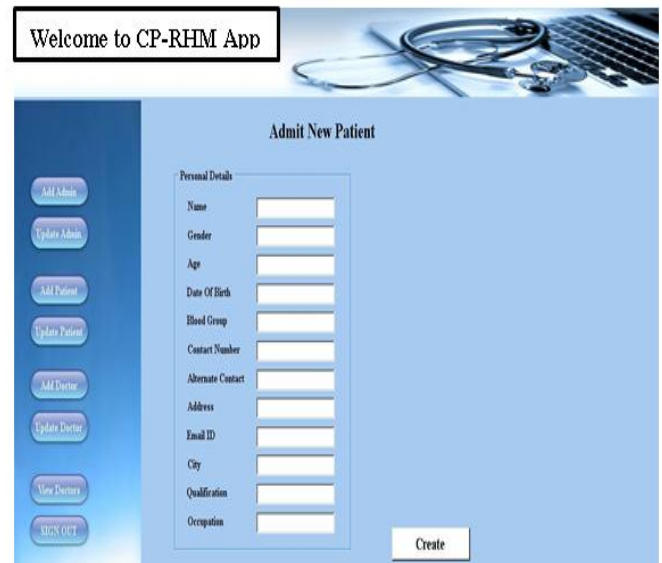 Welcome to CP-RHM App
Admit New Patient
Add Admin
Update Admin
Add Patient
Update Patient
Add Doctor
Update Doctor
View Doctors
SIGN OUT
Personal Details
Name
Gender
Age
Date Of Birth
Blood Group
Contact Number
Alternate Contact
Address
Email ID
City
Qualification
Occupation
Create